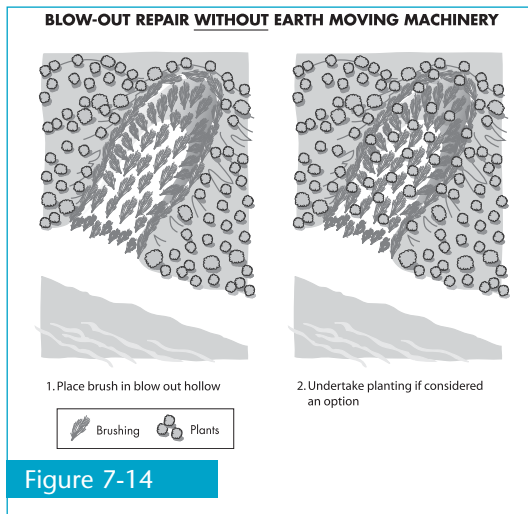 BLOW-OUT REPAIR WITHOUT EARTH MOVING MACHINERY
1. Place brush in blow out hollow
2. Undertake planting if considered
an option
Brushing
Plants
Figure 7-14